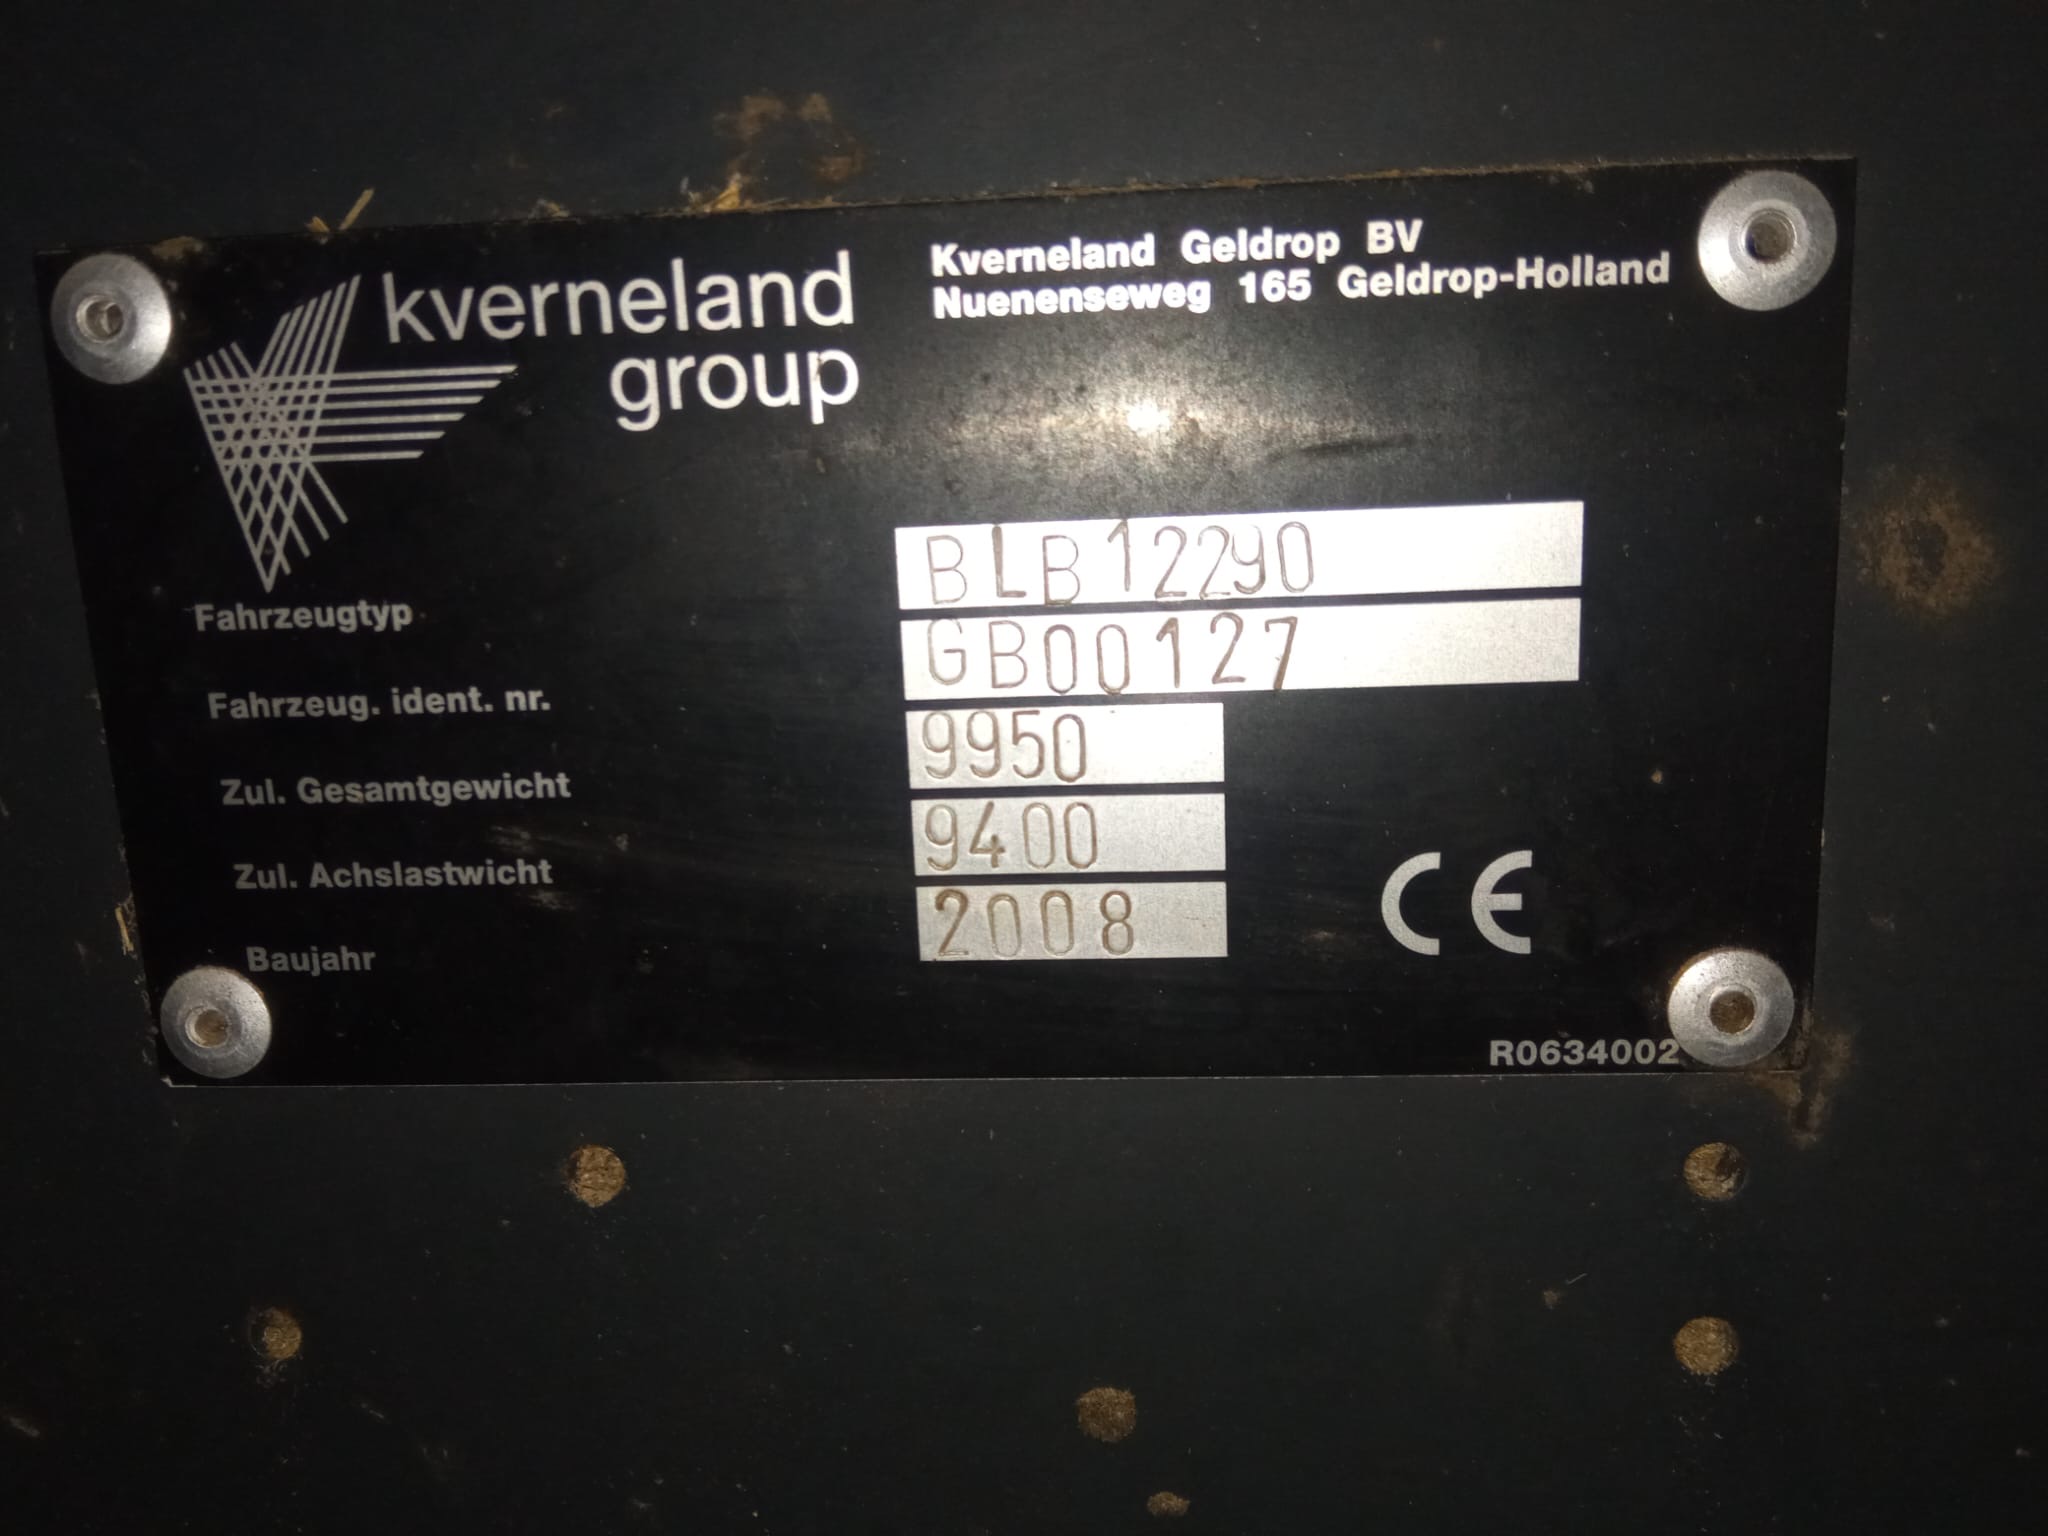 kverneland
group
Kverneland Geldrop BV
Nuenenseweg 165 Geldrop-Holland
Fahrzeugtyp BLB12290
Fahrzeug. ident. nr. GB00127
Zul. Gesamtgewicht 9950
Zul. Achslastwicht 9400
Baujahr 2008
CE
R0634002